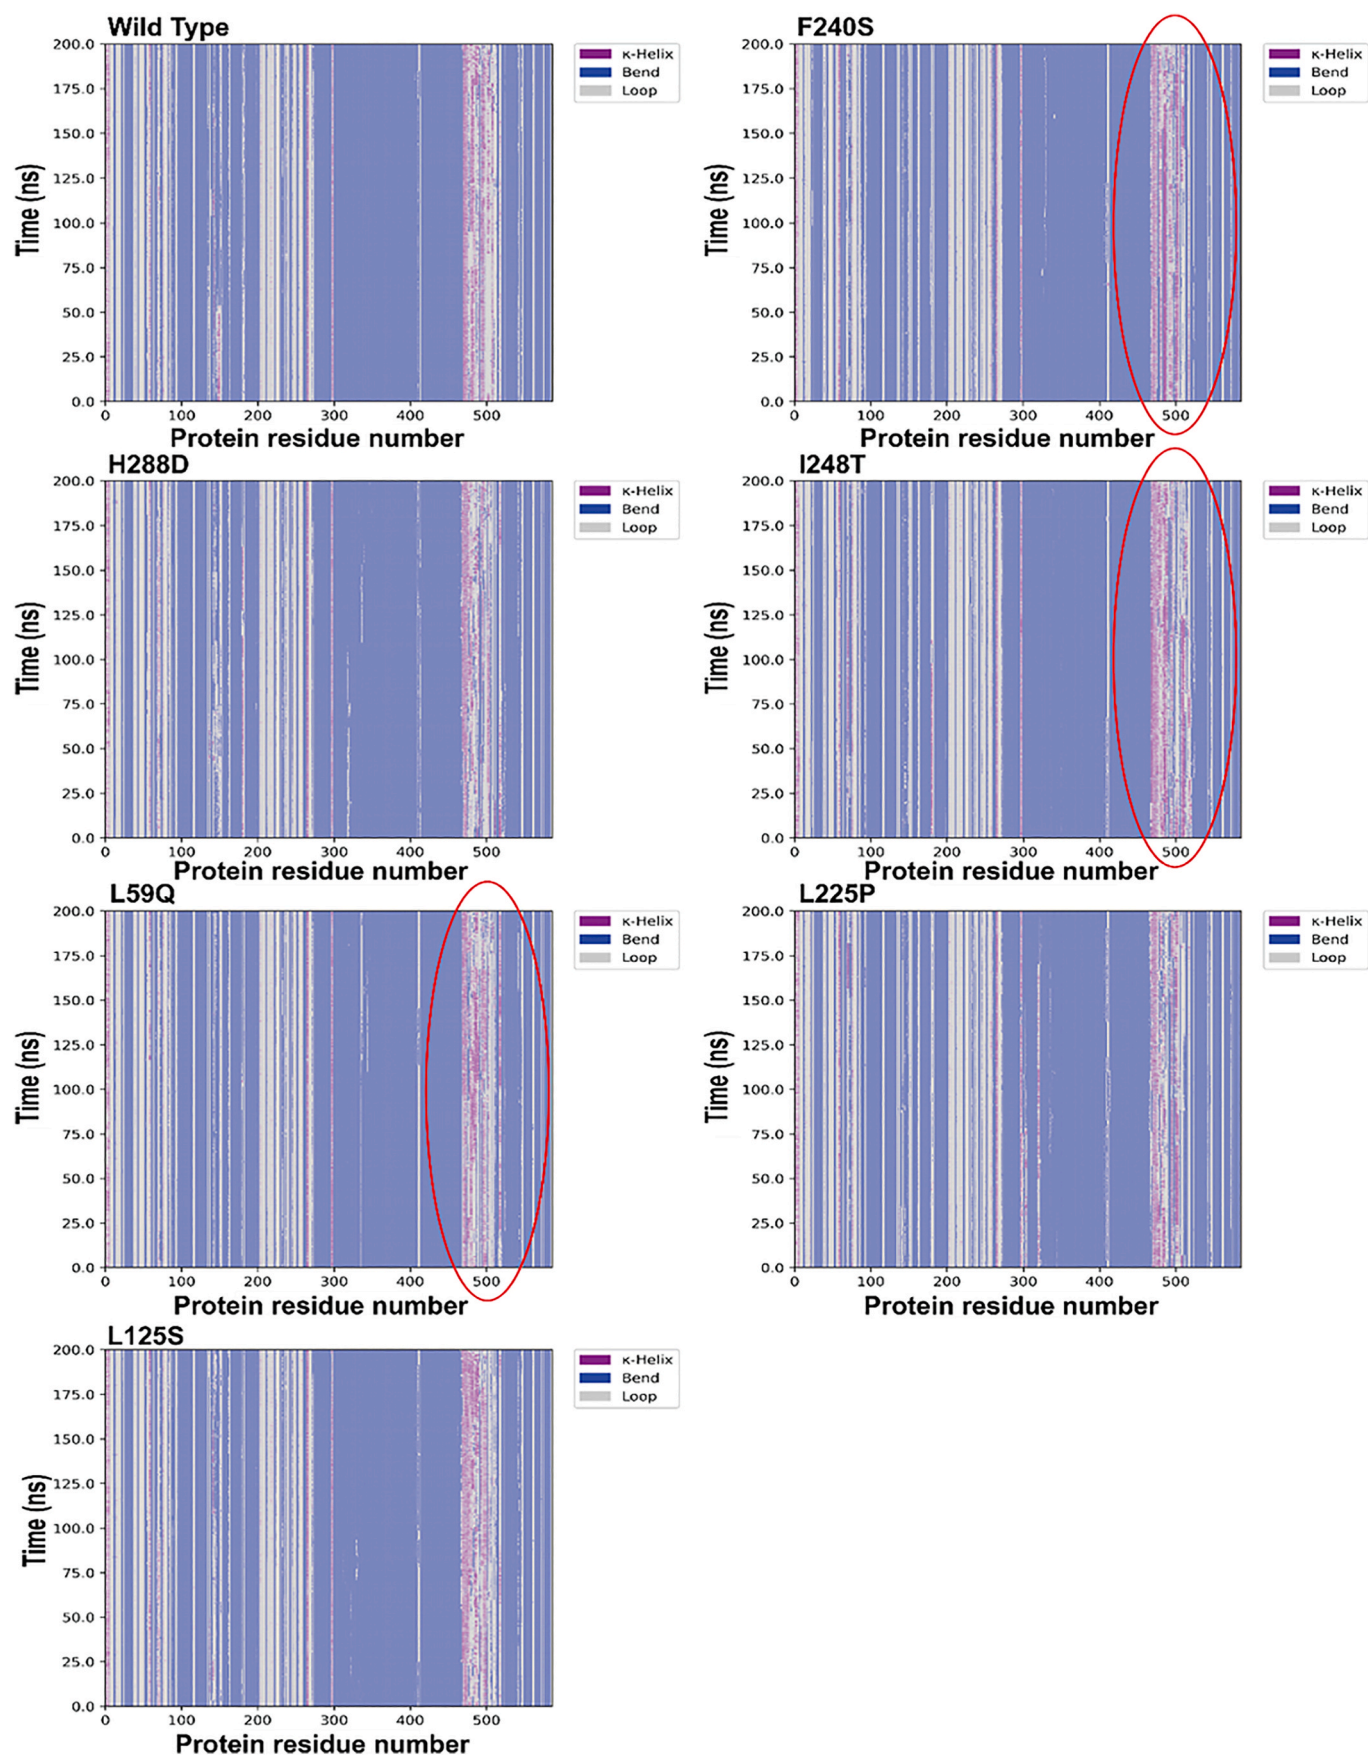 Wild Type
200.0
175.0
150.0
125.0
100.0
75.0
50.0
25.0
0.0
Time (ns)
0 100 200 300 400 500
Protein residue number
κ-Helix
Bend
Loop
F240S
200.0
175.0
150.0
125.0
100.0
75.0
50.0
25.0
0.0
Time (ns)
0 100 200 300 400 500
Protein residue number
κ-Helix
Bend
Loop
H288D
200.0
175.0
150.0
125.0
100.0
75.0
50.0
25.0
0.0
Time (ns)
0 100 200 300 400 500
Protein residue number
κ-Helix
Bend
Loop
I248T
200.0
175.0
150.0
125.0
100.0
75.0
50.0
25.0
0.0
Time (ns)
0 100 200 300 400 500
Protein residue number
κ-Helix
Bend
Loop
L59Q
200.0
175.0
150.0
125.0
100.0
75.0
50.0
25.0
0.0
Time (ns)
0 100 200 300 400 500
Protein residue number
κ-Helix
Bend
Loop
L225P
200.0
175.0
150.0
125.0
100.0
75.0
50.0
25.0
0.0
Time (ns)
0 100 200 300 400 500
Protein residue number
κ-Helix
Bend
Loop
L125S
200.0
175.0
150.0
125.0
100.0
75.0
50.0
25.0
0.0
Time (ns)
0 100 200 300 400 500
Protein residue number
κ-Helix
Bend
Loop